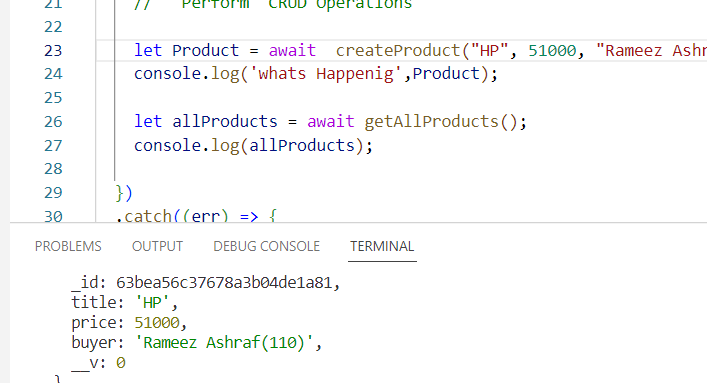 21 // Perform CRUD Operations
22
23 let Product = await createProduct("HP", 51000, "Rameez Ashr
24 console.log('whats Happenig',Product);
25
26 let allProducts = await getAllProducts();
27 console.log(allProducts);
28
29 })
30 .catch((err) => {
PROBLEMS OUTPUT DEBUG CONSOLE TERMINAL
_id: 63bea56c37678a3b04de1a81,
title: 'HP',
price: 51000,
buyer: 'Rameez Ashraf(110)',
__v: 0
}